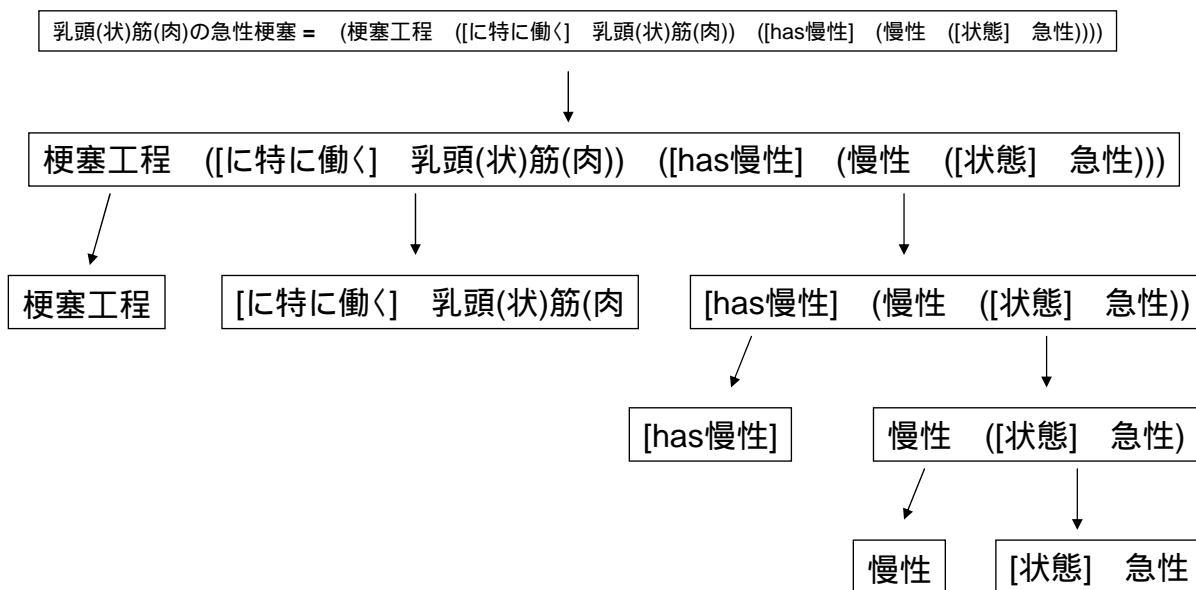 乳頭(状)筋(肉)の急性梗塞 =　(梗塞工程　([に特に働く]　乳頭(状)筋(肉))　([has慢性]　(慢性　([状態]　急性))))
梗塞工程　([に特に働く]　乳頭(状)筋(肉))　([has慢性]　(慢性　([状態]　急性)))
梗塞工程
[に特に働く]　乳頭(状)筋(肉
[has慢性]　(慢性　([状態]　急性))
[has慢性]
慢性　([状態]　急性)
慢性
[状態]　急性